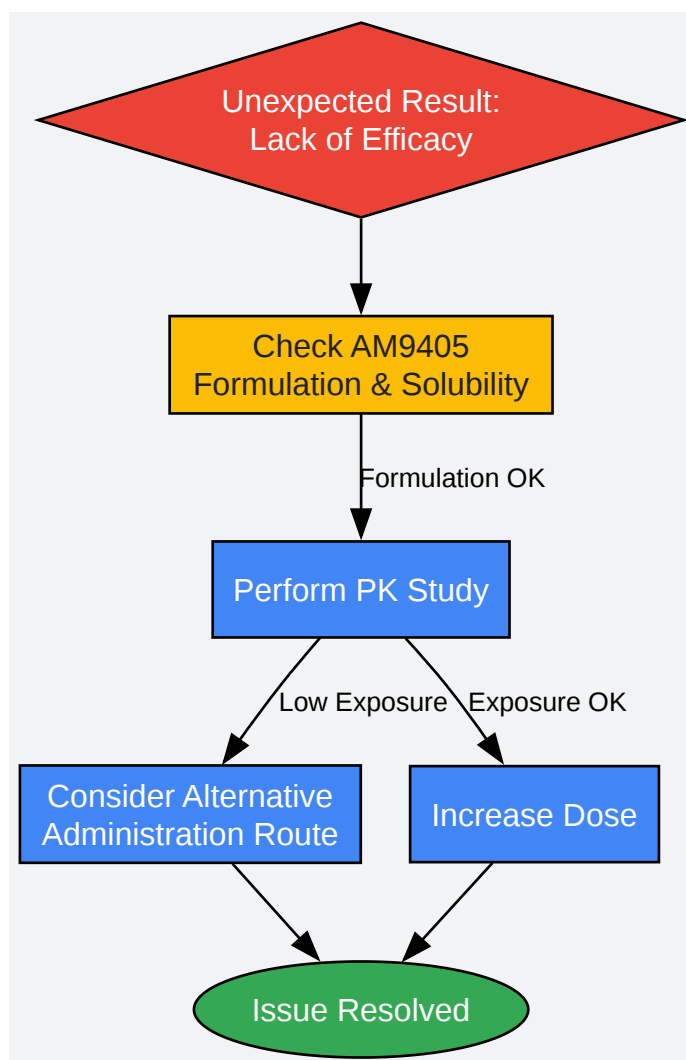 Unexpected Result:
Lack of Efficacy
Check AM9405
Formulation & Solubility
Formulation OK
Perform PK Study
Low Exposure
Exposure OK
Consider Alternative
Administration Route
Increase Dose
Issue Resolved